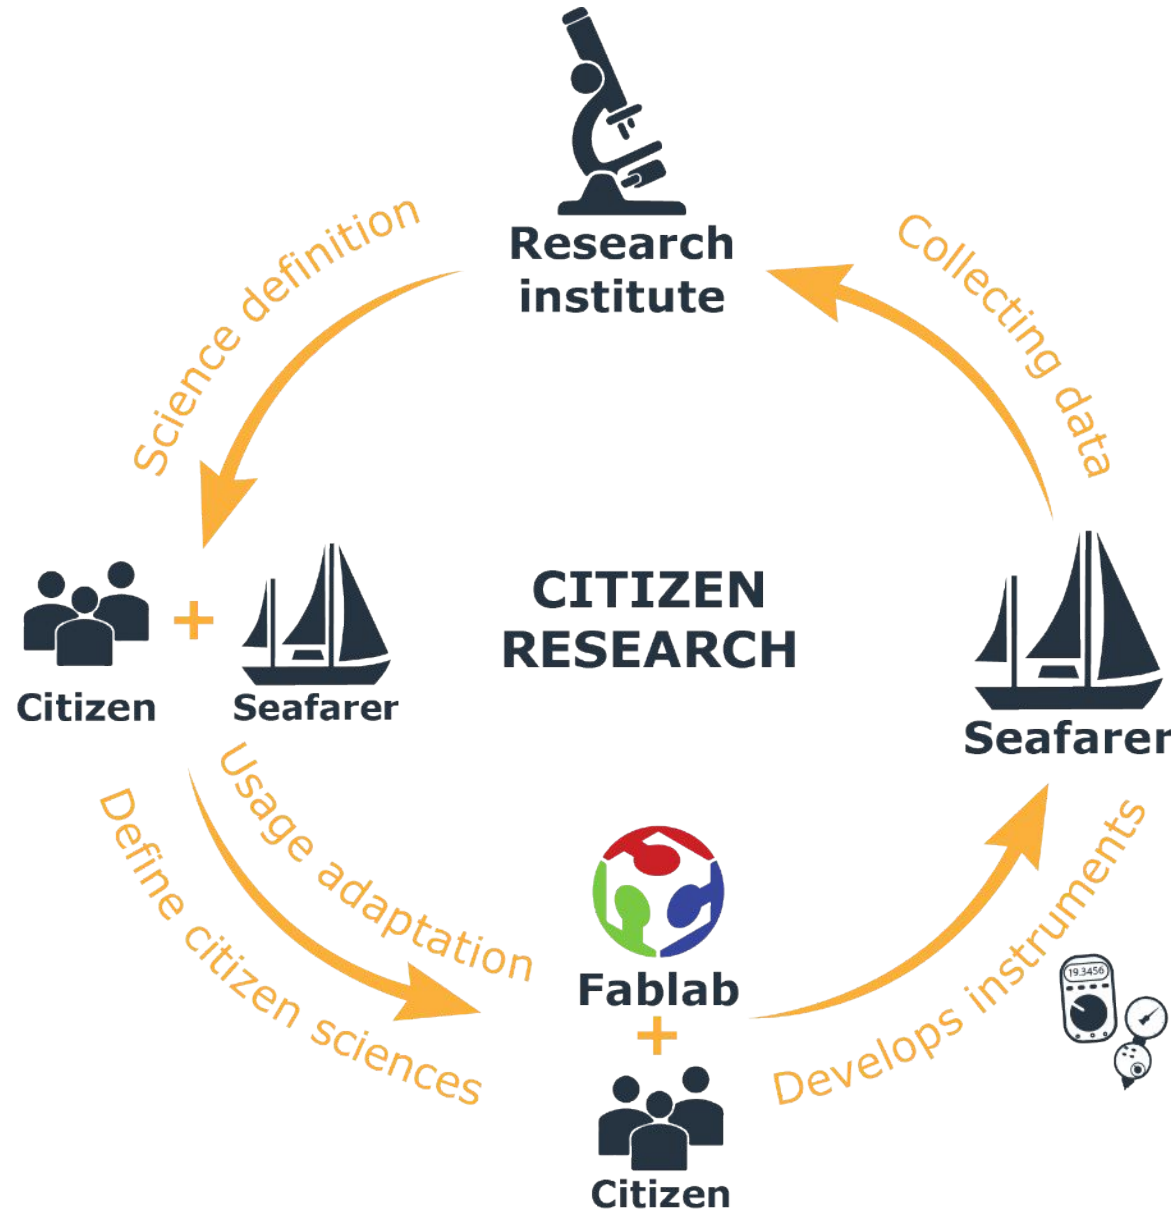 Research
institute
Science definition
Collecting data
CITIZEN
RESEARCH
Citizen
+
Seafarer
Seafarer
Usage adaptation
Define citizen sciences
Fablab
+
Citizen
Develops instruments
19.3456